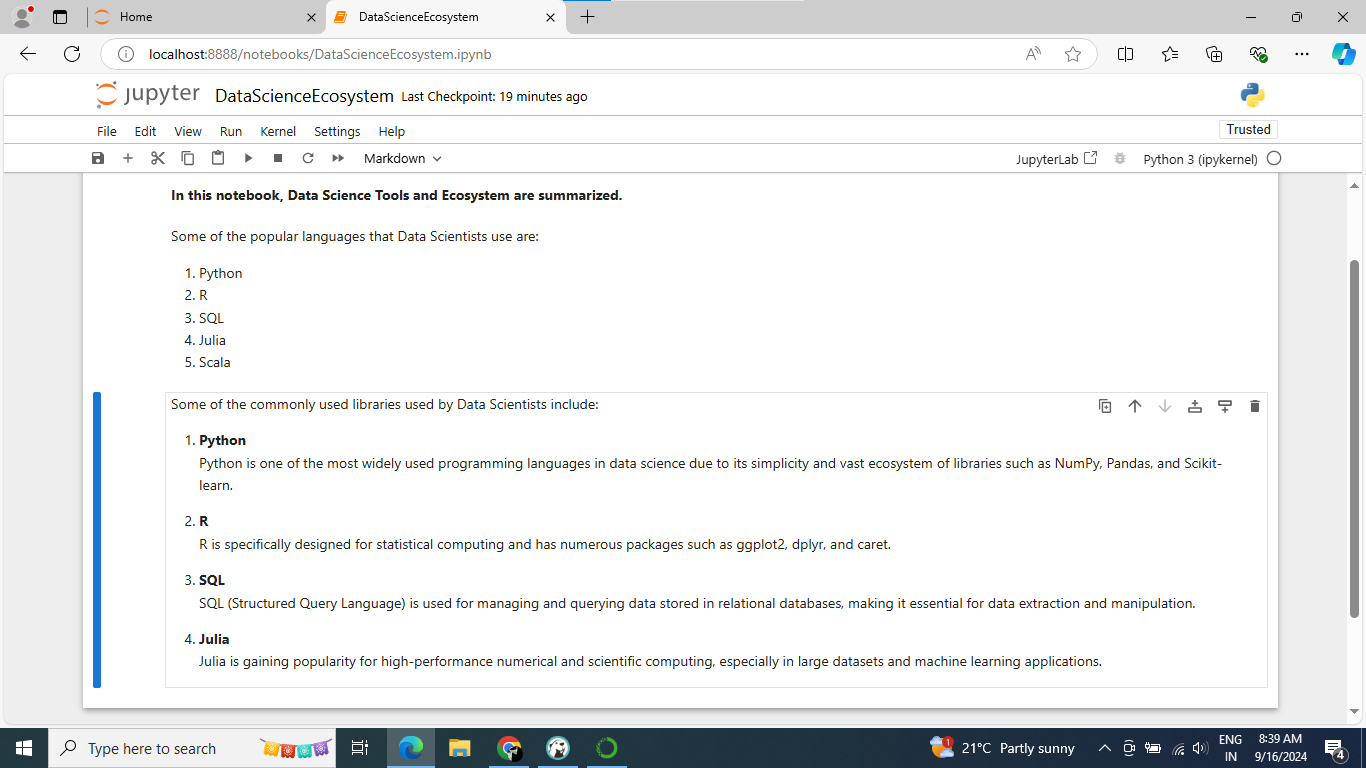 Home
DataScienceEcosystem
localhost:8888/notebooks/DataScienceEcosystem.ipynb
jupyter DataScienceEcosystem Last Checkpoint: 19 minutes ago
File Edit View Run Kernel Settings Help
Trusted
Markdown
JupyterLab
Python 3 (ipykernel)
In this notebook, Data Science Tools and Ecosystem are summarized.
Some of the popular languages that Data Scientists use are:
1. Python
2. R
3. SQL
4. Julia
5. Scala
Some of the commonly used libraries used by Data Scientists include:
1. Python
Python is one of the most widely used programming languages in data science due to its simplicity and vast ecosystem of libraries such as NumPy, Pandas, and Scikit-
learn.
2. R
R is specifically designed for statistical computing and has numerous packages such as ggplot2, dplyr, and caret.
3. SQL
SQL (Structured Query Language) is used for managing and querying data stored in relational databases, making it essential for data extraction and manipulation.
4. Julia
Julia is gaining popularity for high-performance numerical and scientific computing, especially in large datasets and machine learning applications.
Type here to search
1
21°C Partly sunny
ENG
IN
8:39 AM
9/16/2024
4